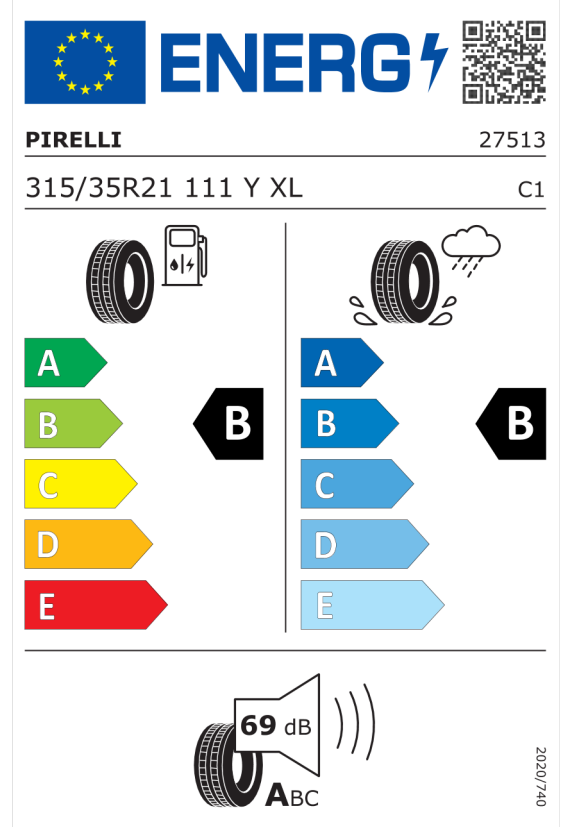 ENERG
PIRELLI 27513
315/35R21 111 Y XL C1
A
B
C
D
E
B
A
B
C
D
E
B
69 dB
ABC
2020/740